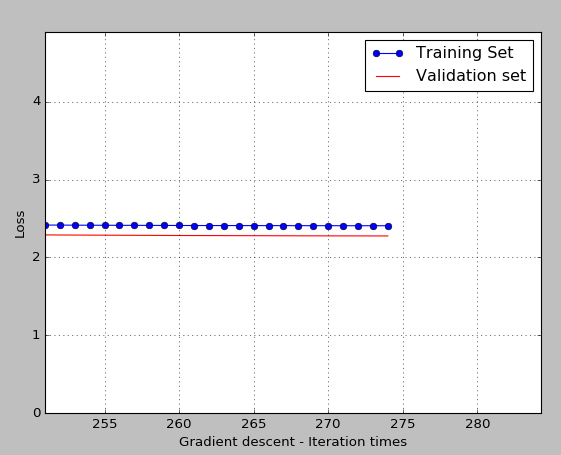 Training Set
Validation set
4
3
2
1
0
Loss
255 260 265 270 275 280
Gradient descent - Iteration times